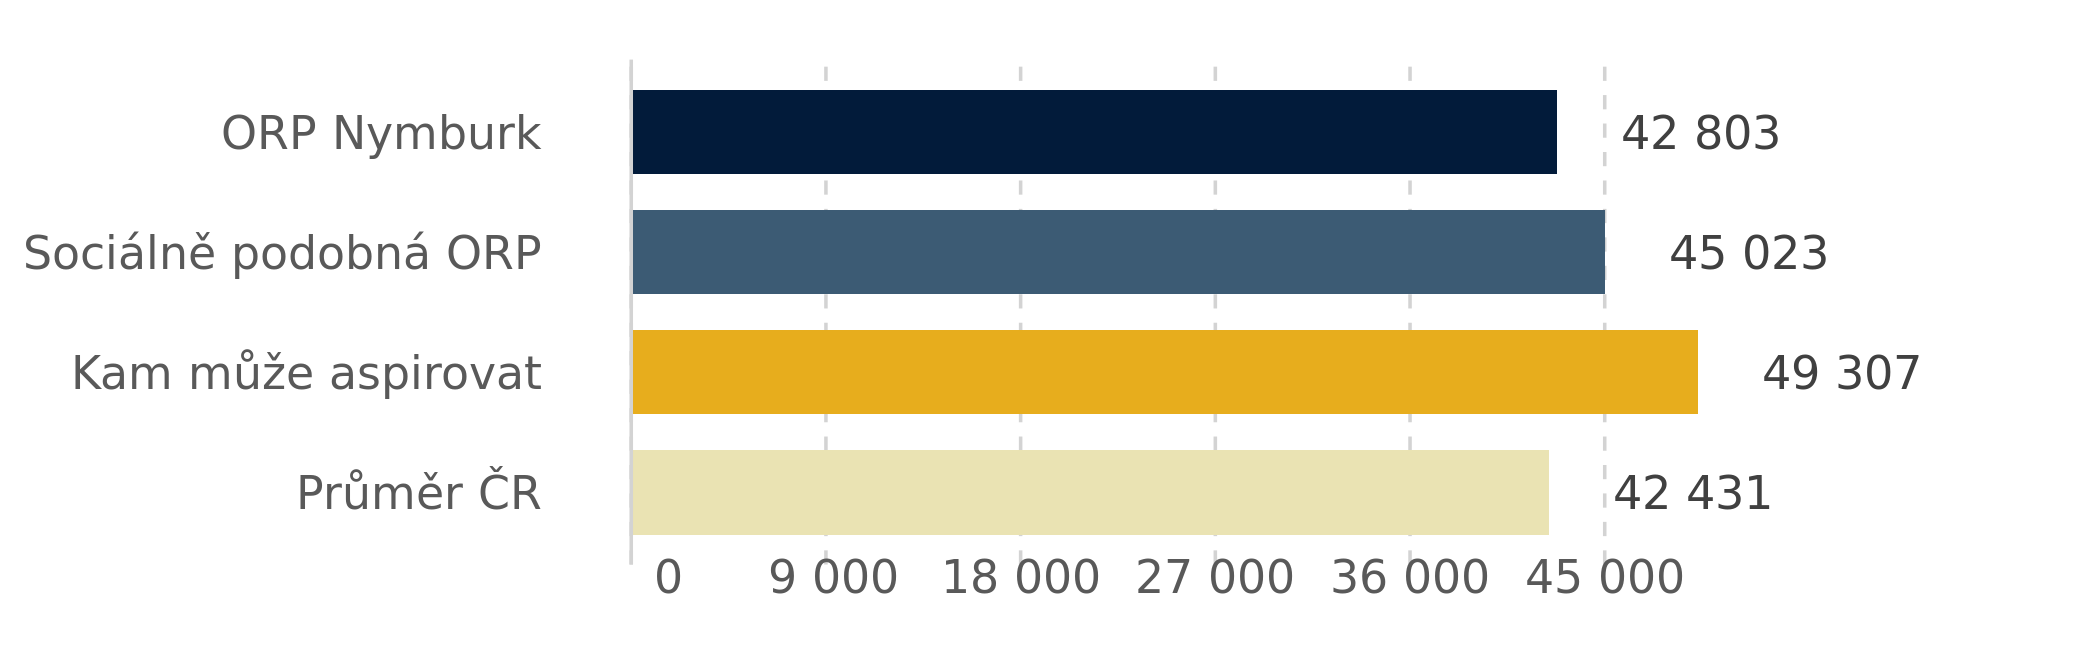 ORP Nymburk 42 803
Sociálně podobná ORP 45 023
Kam může aspirovat 49 307
Průměr ČR 42 431
0 9 000 18 000 27 000 36 000 45 000